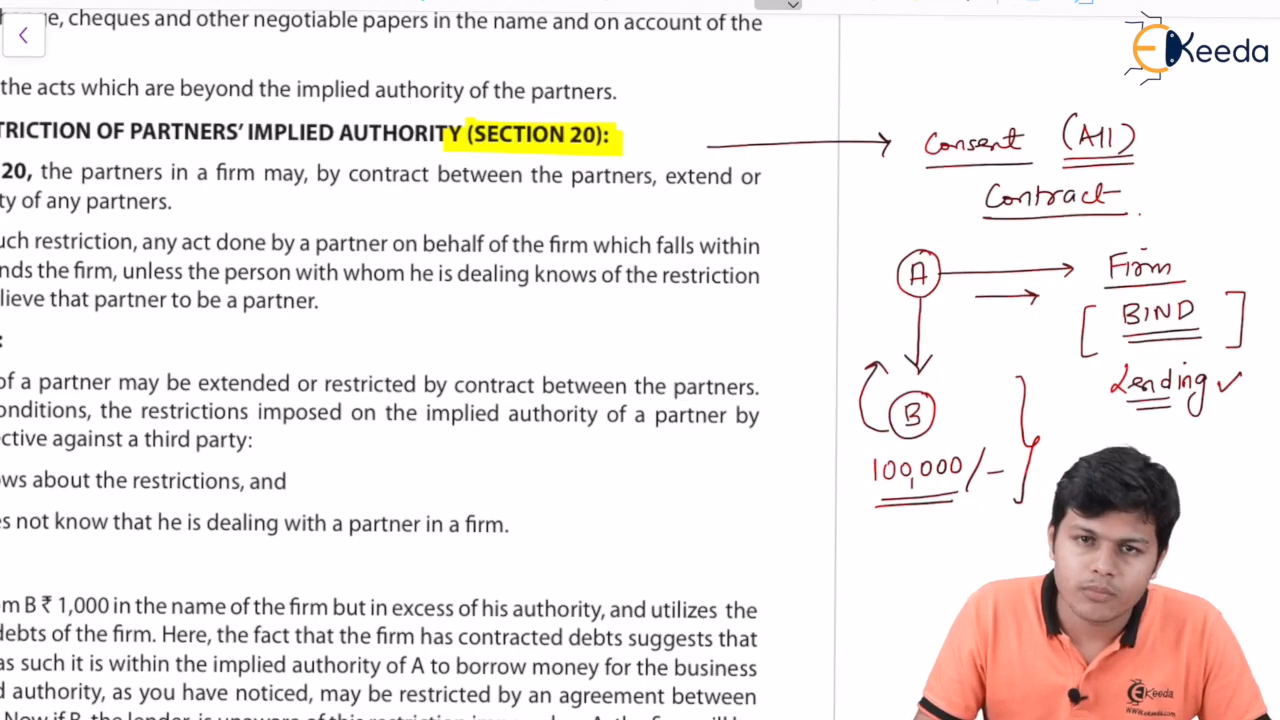 , cheques and other negotiable papers in the name and on account of the
the acts which are beyond the implied authority of the partners.
TRICTION OF PARTNERS' IMPLIED AUTHORITY (SECTION 20):
20, the partners in a firm may, by contract between the partners, extend or
ty of any partners.
uch restriction, any act done by a partner on behalf of the firm which falls within
nds the firm, unless the person with whom he is dealing knows of the restriction
lieve that partner to be a partner.
:
of a partner may be extended or restricted by contract between the partners.
onditions, the restrictions imposed on the implied authority of a partner by
ctive against a third party:
ws about the restrictions, and
s not know that he is dealing with a partner in a firm.
m B ₹ 1,000 in the name of the firm but in excess of his authority, and utilizes the
debts of the firm. Here, the fact that the firm has contracted debts suggests that
as such it is within the implied authority of A to borrow money for the business
d authority, as you have noticed, may be restricted by an agreement between
EKeeda
Consent (All)
Contract
A
Firm
[ BIND ]
Lending ✓
B
100,000/-
EKeeda
www.ekeeda.com